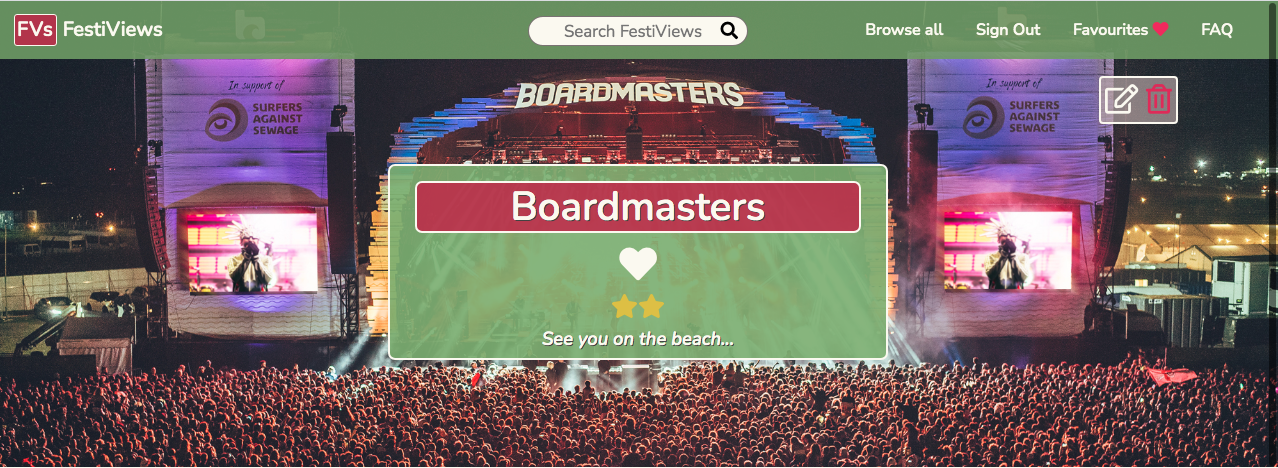 FVs FestiViews
Search FestiViews
Browse all
Sign Out
Favourites
FAQ
In support of
SURFERS
AGAINST
SEWAGE
BOARDMASTERS
In support of
SURFERS
AGAINST
SEWAGE
Boardmasters
See you on the beach...